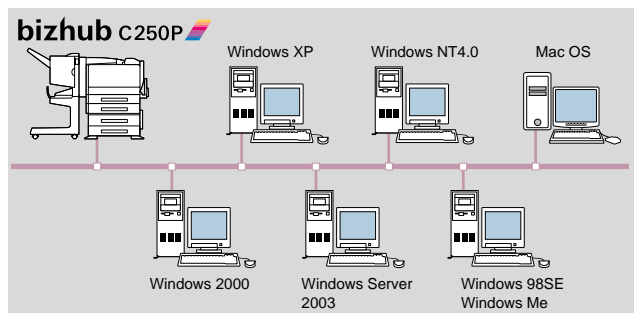 bizhub C250P
Windows XP
Windows NT4.0
Mac OS
Windows 2000
Windows Server
2003
Windows 98SE
Windows Me